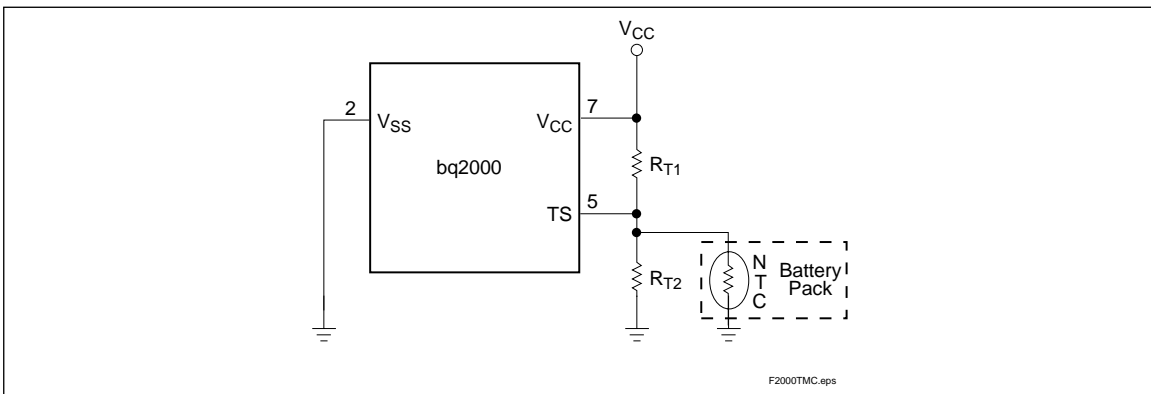 VCC
2
VSS
VCC
7
bq2000
RT1
TS
5
RT2
N
T
C
Battery
Pack
F2000TMC.eps